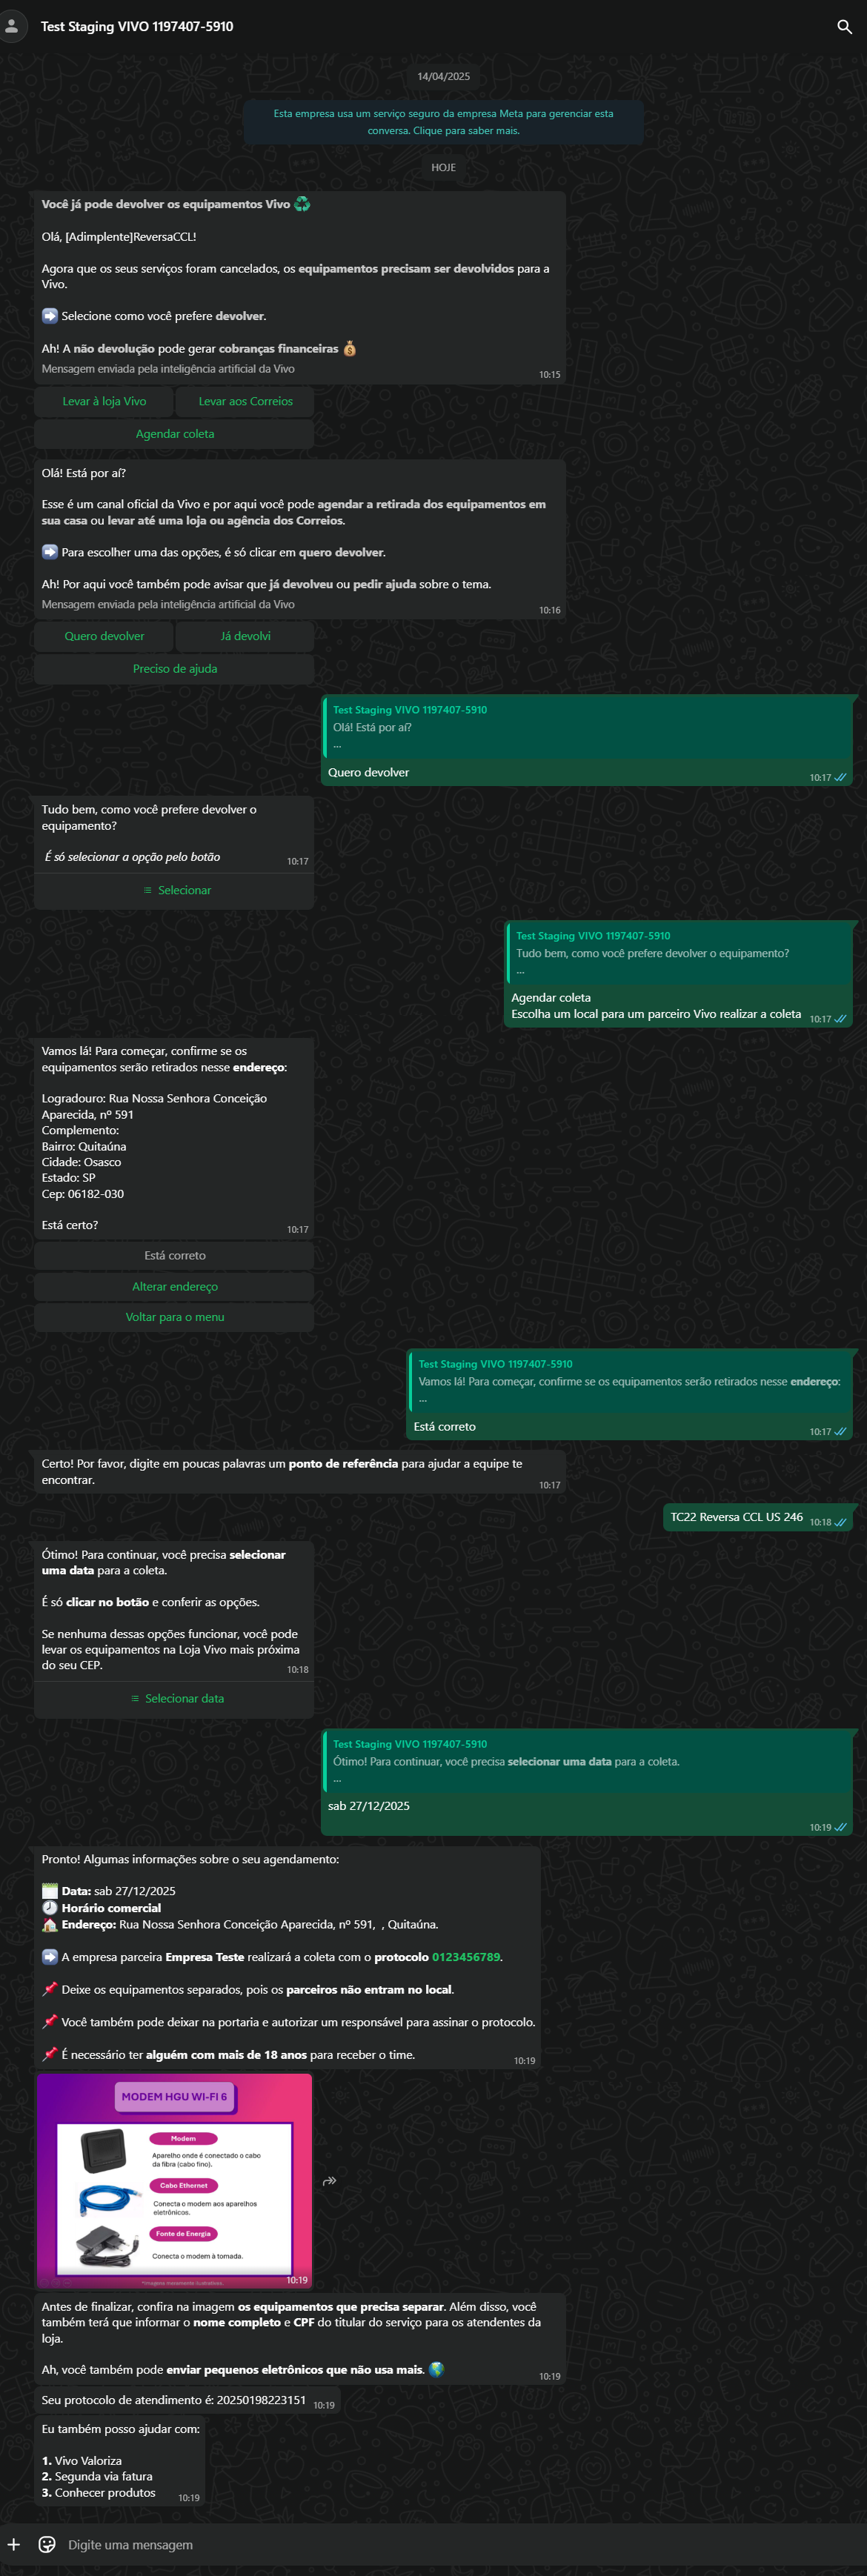 Test Staging VIVO 1197407-5910
14/04/2025
Esta empresa usa um serviço seguro da empresa Meta para gerenciar esta
conversa. Clique para saber mais.
HOJE
Você já pode devolver os equipamentos Vivo ♻️
Olá, [Adimplente]ReversaCCL!
Agora que os seus serviços foram cancelados, os equipamentos precisam ser devolvidos para a
Vivo.
➡️ Selecione como você prefere devolver.
Ah! A não devolução pode gerar cobranças financeiras 💰
Mensagem enviada pela inteligência artificial da Vivo
10:15
Levar à loja Vivo
Levar aos Correios
Agendar coleta
Olá! Está por aí?
Esse é um canal oficial da Vivo e por aqui você pode agendar a retirada dos equipamentos em
sua casa ou levar até uma loja ou agência dos Correios.
➡️ Para escolher uma das opções, é só clicar em quero devolver.
Ah! Por aqui você também pode avisar que já devolveu ou pedir ajuda sobre o tema.
Mensagem enviada pela inteligência artificial da Vivo
10:16
Quero devolver
Já devolvi
Preciso de ajuda
Test Staging VIVO 1197407-5910
Olá! Está por aí?
...
Quero devolver
10:17
Tudo bem, como você prefere devolver o
equipamento?
É só selecionar a opção pelo botão
10:17
Selecionar
Test Staging VIVO 1197407-5910
Tudo bem, como você prefere devolver o equipamento?
...
Agendar coleta
Escolha um local para um parceiro Vivo realizar a coleta
10:17
Vamos lá! Para começar, confirme se os
equipamentos serão retirados nesse endereço:
Logradouro: Rua Nossa Senhora Conceição
Aparecida, nº 591
Complemento:
Bairro: Quitaúna
Cidade: Osasco
Estado: SP
Cep: 06182-030
Está certo?
10:17
Está correto
Alterar endereço
Voltar para o menu
Test Staging VIVO 1197407-5910
Vamos lá! Para começar, confirme se os equipamentos serão retirados nesse endereço:
...
Está correto
10:17
Certo! Por favor, digite em poucas palavras um ponto de referência para ajudar a equipe te
encontrar.
10:17
TC22 Reversa CCL US 246
10:18
Ótimo! Para continuar, você precisa selecionar
uma data para a coleta.
É só clicar no botão e conferir as opções.
Se nenhuma dessas opções funcionar, você pode
levar os equipamentos na Loja Vivo mais próxima
do seu CEP.
10:18
Selecionar data
Test Staging VIVO 1197407-5910
Ótimo! Para continuar, você precisa selecionar uma data para a coleta.
...
sab 27/12/2025
10:19
Pronto! Algumas informações sobre o seu agendamento:
🗒️ Data: sab 27/12/2025
🕗 Horário comercial
🏠 Endereço: Rua Nossa Senhora Conceição Aparecida, nº 591, , Quitaúna.
➡️ A empresa parceira Empresa Teste realizará a coleta com o protocolo 0123456789.
📌 Deixe os equipamentos separados, pois os parceiros não entram no local.
📌 Você também pode deixar na portaria e autorizar um responsável para assinar o protocolo.
📌 É necessário ter alguém com mais de 18 anos para receber o time.
10:19
MODEM HGU WI-FI 6
Modem
Aparelho onde é conectado o cabo
da fibra (cabo fino).
Cabo Ethernet
Conecta o modem aos aparelhos
eletrônicos.
Fonte de Energia
Conecta o modem à tomada.
*Imagens meramente ilustrativas.
10:19
Antes de finalizar, confira na imagem os equipamentos que precisa separar. Além disso, você
também terá que informar o nome completo e CPF do titular do serviço para os atendentes da
loja.
Ah, você também pode enviar pequenos eletrônicos que não usa mais. 🌎
10:19
Seu protocolo de atendimento é: 20250198223151
10:19
Eu também posso ajudar com:
1. Vivo Valoriza
2. Segunda via fatura
3. Conhecer produtos
10:19
Digite uma mensagem